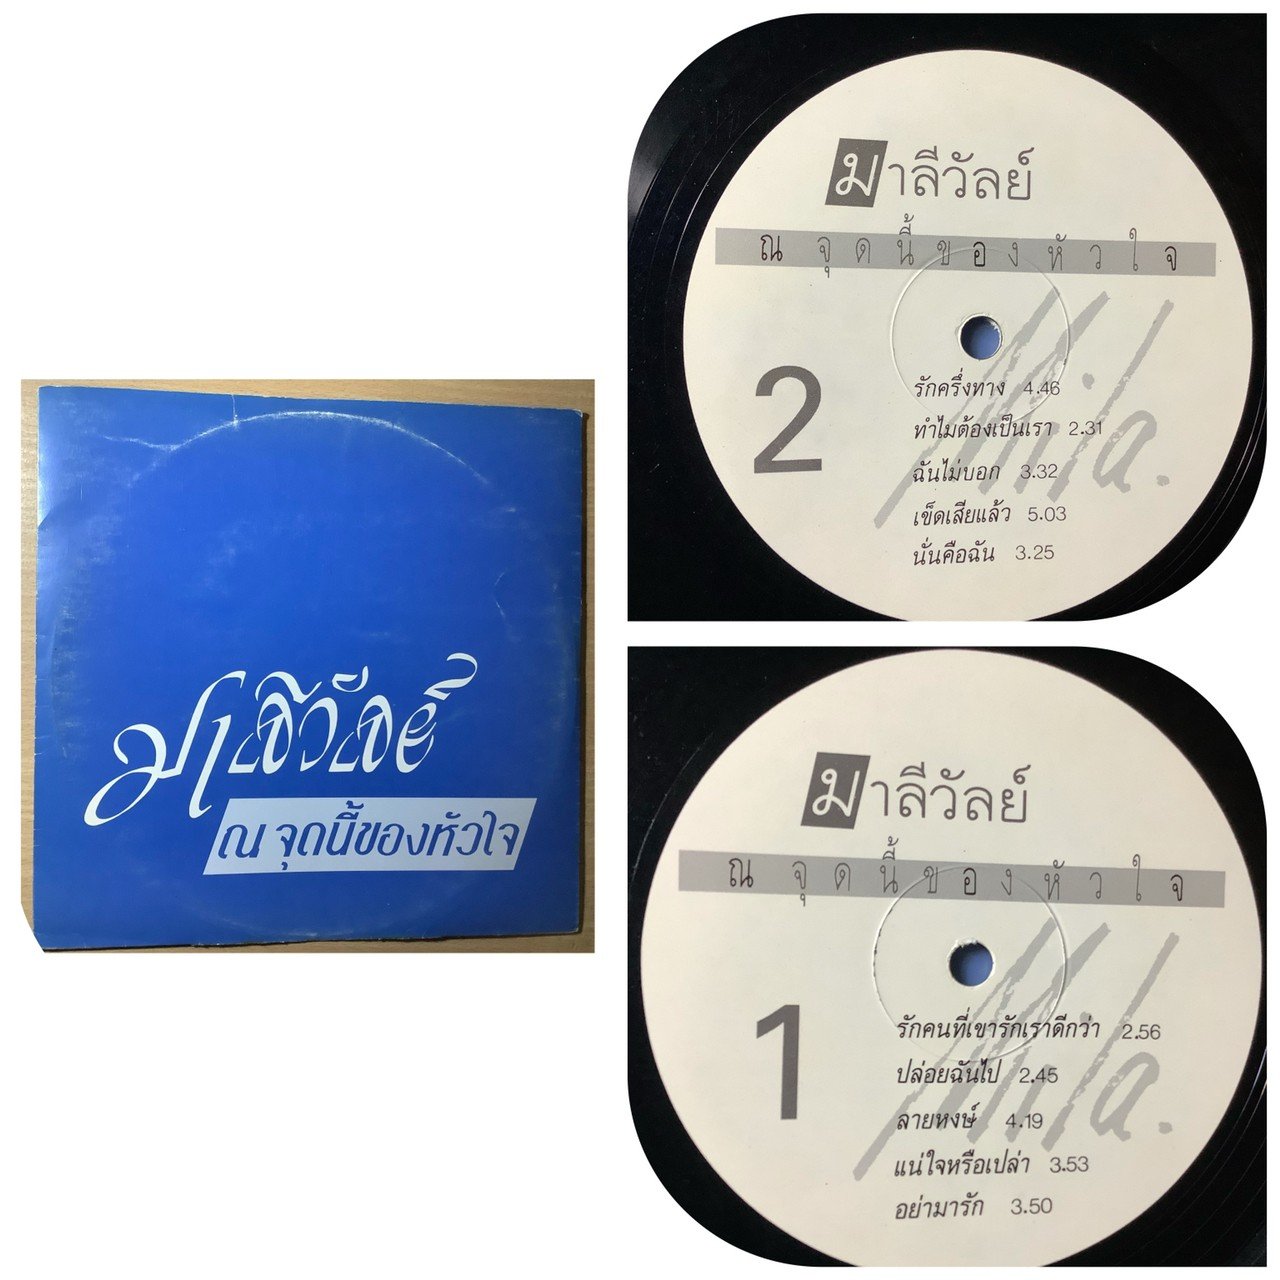 มาลีวัลย์
ณ จุดนี้ของหัวใจ
มาลีวัลย์
ณ จุดนี้ของหัวใจ
Mila.
2
รักครึ่งทาง 4.46
ทำไมต้องเป็นเรา 2.31
ฉันไม่บอก 3.32
เข็ดเสียแล้ว 5.03
นั่นคือฉัน 3.25
มาลีวัลย์
ณ จุดนี้ของหัวใจ
Mila.
1
รักคนที่เขารักเราดีกว่า 2.56
ปล่อยฉันไป 2.45
ลายหงษ์ 4.19
แน่ใจหรือเปล่า 3.53
อย่ามารัก 3.50